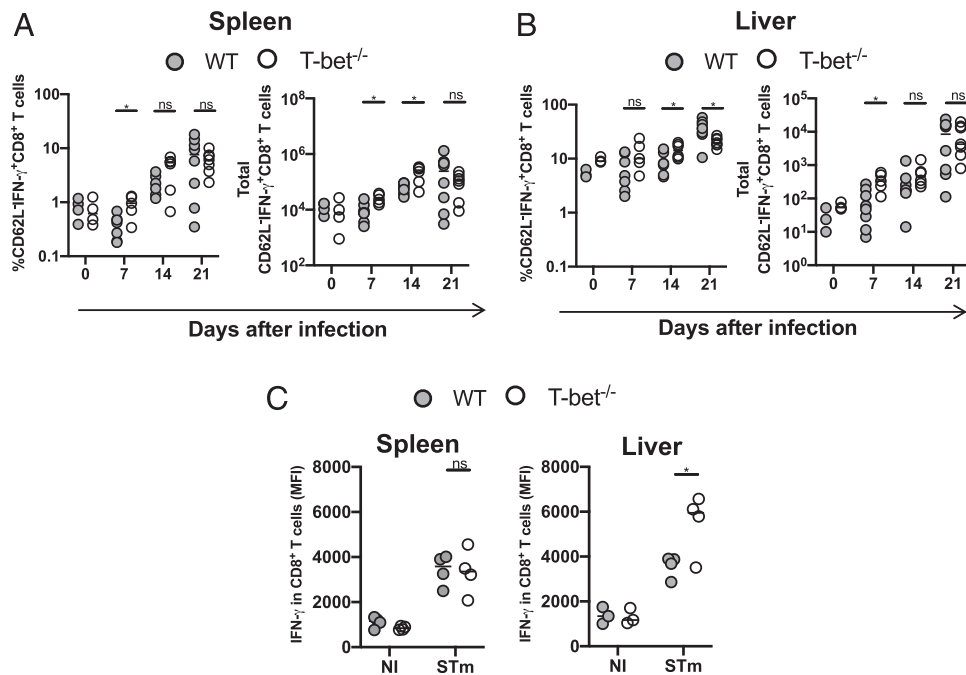 A
Spleen
WT
T-bet-/-
%CD62L-IFN-γ+CD8+ T cells
100
10
1
0.1
*
ns
ns
0
7
14
21
Total
CD62L-IFN-γ+CD8+ T cells
10^8
10^6
10^4
10^2
*
*
ns
0
7
14
21
Days after infection
B
Liver
WT
T-bet-/-
%CD62L-IFN-γ+CD8+ T cells
100
10
1
0.1
ns
*
*
0
7
14
21
Total
CD62L-IFN-γ+CD8+ T cells
10^5
10^4
10^3
10^2
10^1
10^0
*
ns
ns
0
7
14
21
Days after infection
C
WT
T-bet-/-
Spleen
IFN-γ in CD8+ T cells (MFI)
8000
6000
4000
2000
0
ns
NI
STm
Liver
IFN-γ in CD8+ T cells (MFI)
8000
6000
4000
2000
0
*
NI
STm